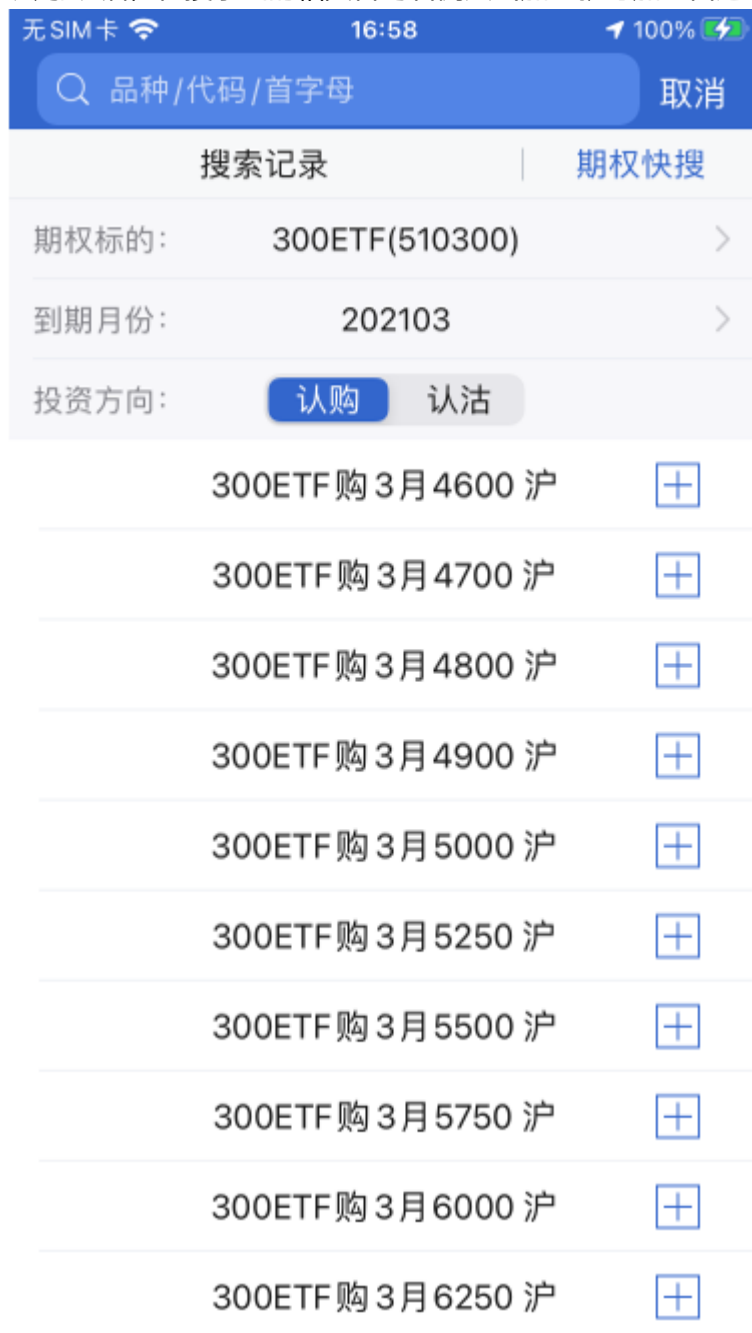 无SIM卡 16:58 100%
品种/代码/首字母 取消
搜索记录 期权快搜
期权标的: 300ETF(510300)
到期月份: 202103
投资方向: 认购 认沽
300ETF购3月4600 沪
300ETF购3月4700 沪
300ETF购3月4800 沪
300ETF购3月4900 沪
300ETF购3月5000 沪
300ETF购3月5250 沪
300ETF购3月5500 沪
300ETF购3月5750 沪
300ETF购3月6000 沪
300ETF购3月6250 沪